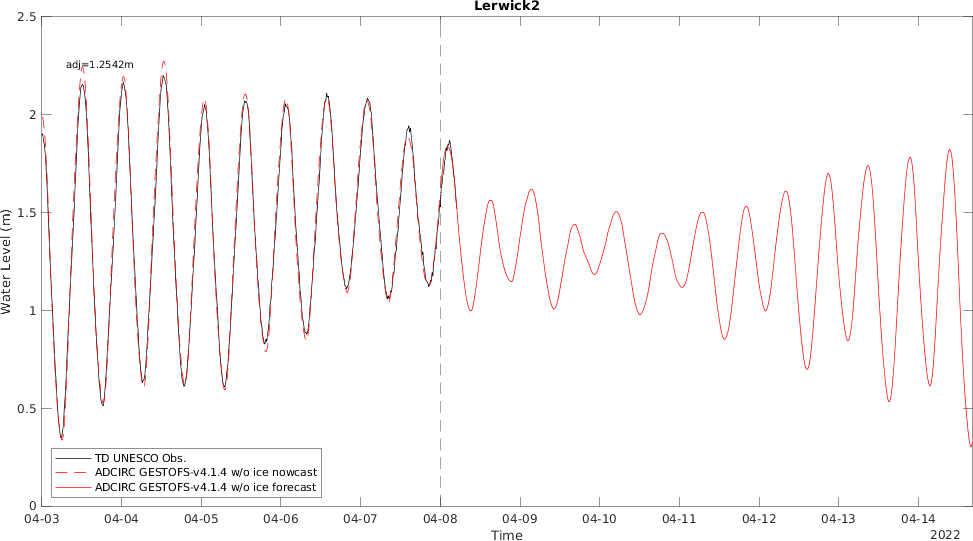 Lerwick2
2.5
adj=1.2542m
2
1.5
Water Level (m)
1
0.5
TD UNESCO Obs.
ADCIRC GESTOFS-v4.1.4 w/o ice nowcast
ADCIRC GESTOFS-v4.1.4 w/o ice forecast
0
04-03 04-04 04-05 04-06 04-07 04-08 04-09 04-10 04-11 04-12 04-13 04-14
Time
2022